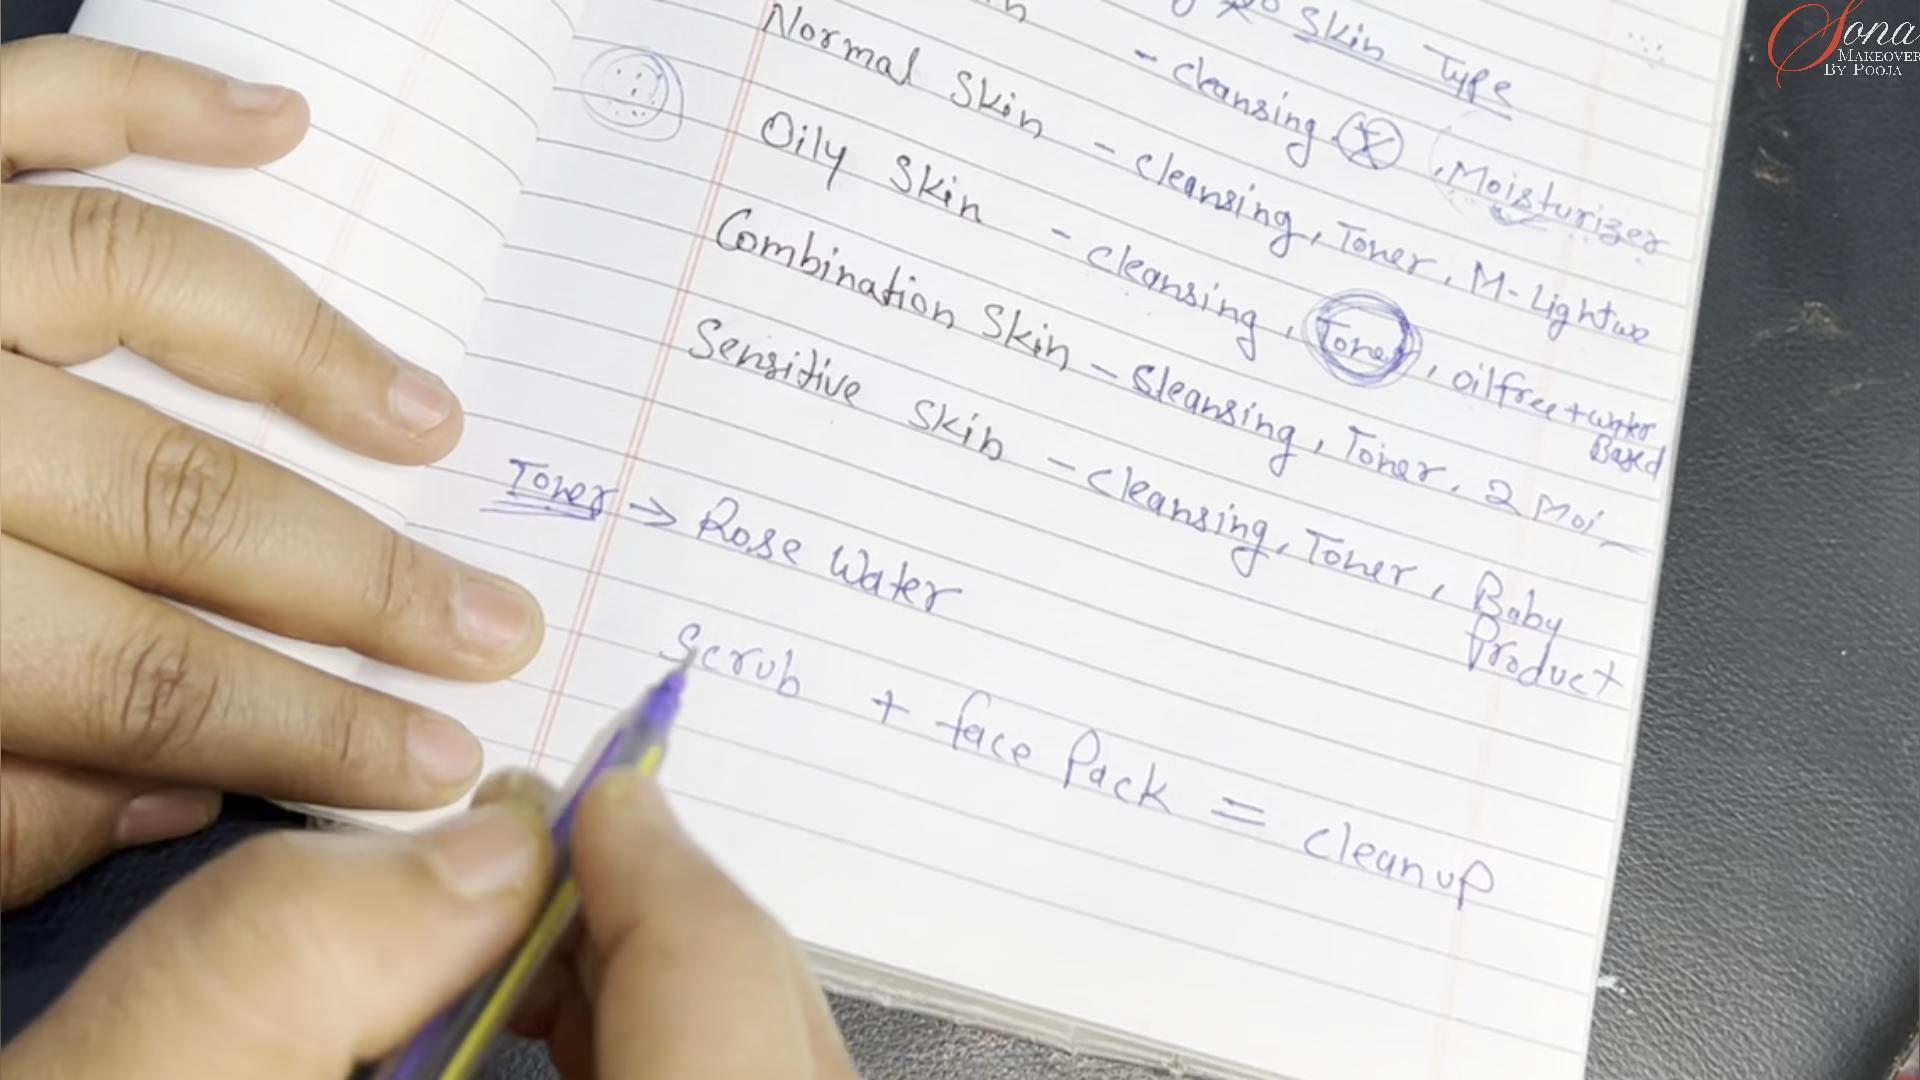 Skin Type
- cleansing , Moisturizer
Normal Skin - cleansing, Toner, M-Lightwe
Oily Skin - cleansing, Toner, oilfree + water Based
Combination Skin - Sleansing, Toner, 2 Moi
Sensitive Skin - cleansing, Toner, Baby Product
Toner → Rose Water
Scrub + face Pack = cleanup
Sona
MAKEOVER
BY POOJA